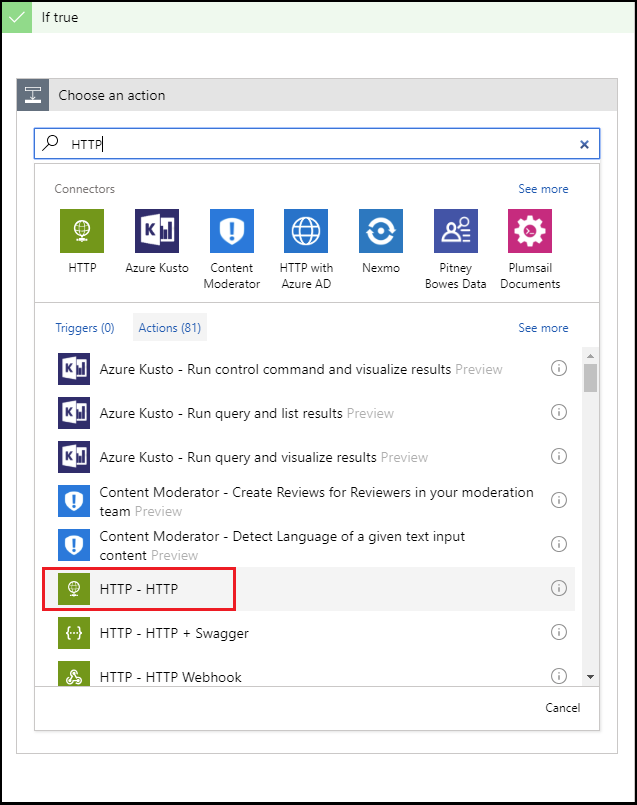 If true
Choose an action
HTTP
Connectors
See more
HTTP
Azure Kusto
Content
Moderator
HTTP with
Azure AD
Nexmo
Pitney
Bowes Data
Plumsail
Documents
Triggers (0)
Actions (81)
See more
Azure Kusto - Run control command and visualize results Preview
Azure Kusto - Run query and list results Preview
Azure Kusto - Run query and visualize results Preview
Content Moderator - Create Reviews for Reviewers in your moderation
team Preview
Content Moderator - Detect Language of a given text input
content Preview
HTTP - HTTP
HTTP - HTTP + Swagger
HTTP - HTTP Webhook
Cancel